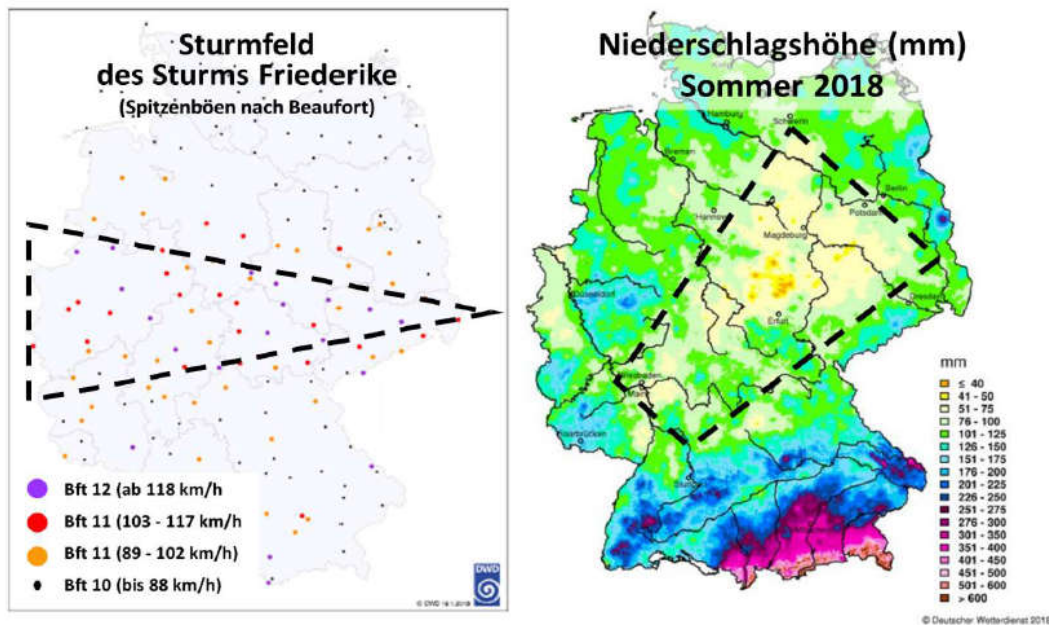 Sturmfeld
des Sturms Friederike
(Spitzenböen nach Beaufort)
Bft 12 (ab 118 km/h
Bft 11 (103 - 117 km/h
Bft 11 (89 - 102 km/h)
Bft 10 (bis 88 km/h)
DWD
Niederschlagshöhe (mm)
Sommer 2018
Hamburg
Schwerin
Bremen
Berlin
Potsdam
Hannover
Magdeburg
Düsseldorf
Dresden
Erfurt
Wiesbaden
Mainz
Saarbrücken
mm
≤ 40
41 - 50
51 - 75
76 - 100
101 - 125
126 - 150
151 - 175
176 - 200
201 - 225
226 - 250
251 - 275
276 - 300
301 - 350
351 - 400
401 - 450
451 - 500
501 - 600
> 600
© Deutscher Wetterdienst 2018